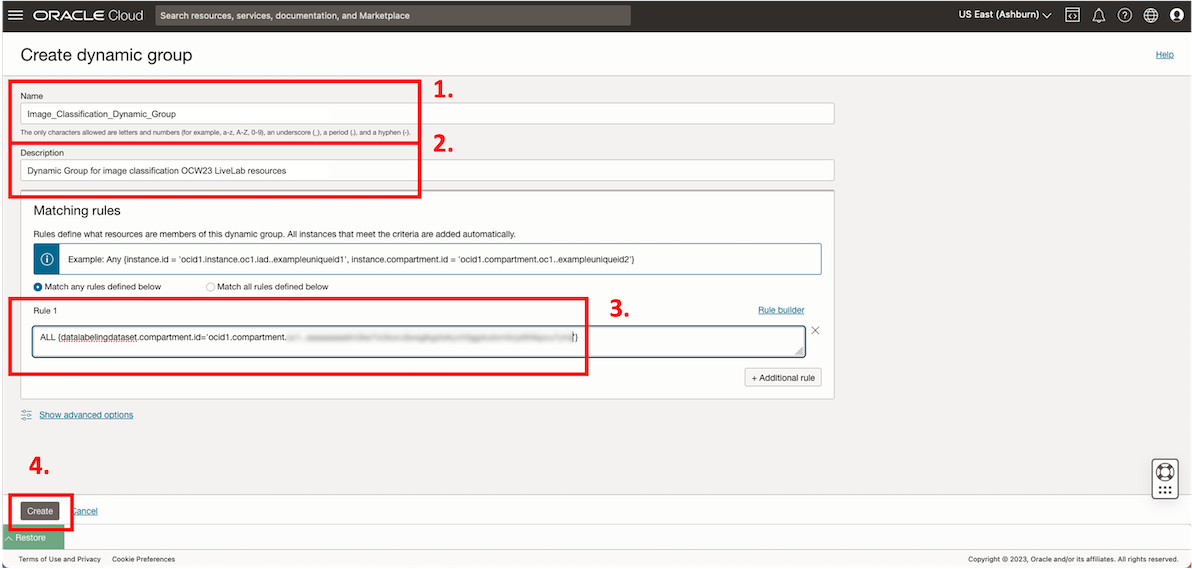 ORACLE Cloud
Search resources, services, documentation, and Marketplace
US East (Ashburn)
Create dynamic group
Help
1.
Name
Image_Classification_Dynamic_Group
The only characters allowed are letters and numbers (for example, a-z, A-Z, 0-9), an underscore (_), a period (.), and a hyphen (-).
2.
Description
Dynamic Group for image classification OCW23 LiveLab resources
Matching rules
Rules define what resources are members of this dynamic group. All instances that meet the criteria are added automatically.
Example: Any {instance.id = 'ocid1.instance.oc1.iad..exampleuniqueid1', instance.compartment.id = 'ocid1.compartment.oc1..exampleuniqueid2'}
Match any rules defined below
Match all rules defined below
3.
Rule 1
Rule builder
ALL {datalabelingdataset.compartment.id='ocid1.compartment. '}
+ Additional rule
Show advanced options
4.
Create
Cancel
Restore
Terms of Use and Privacy
Cookie Preferences
Copyright © 2023, Oracle and/or its affiliates. All rights reserved.